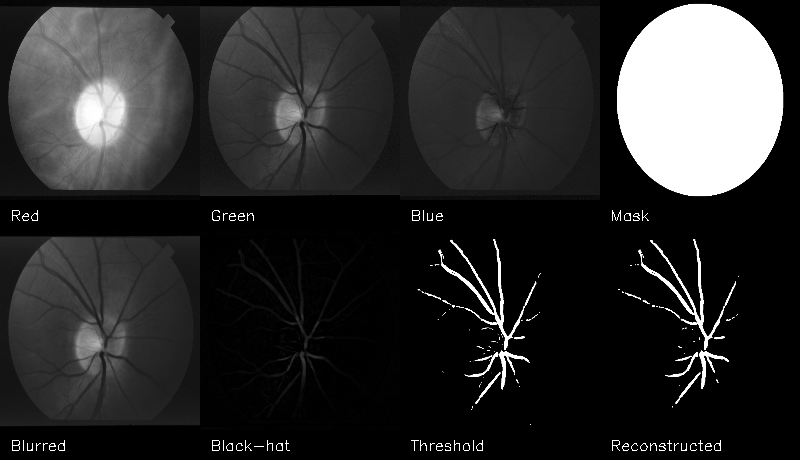 Red
Green
Blue
Mask
Blurred
Black-hat
Threshold
Reconstructed